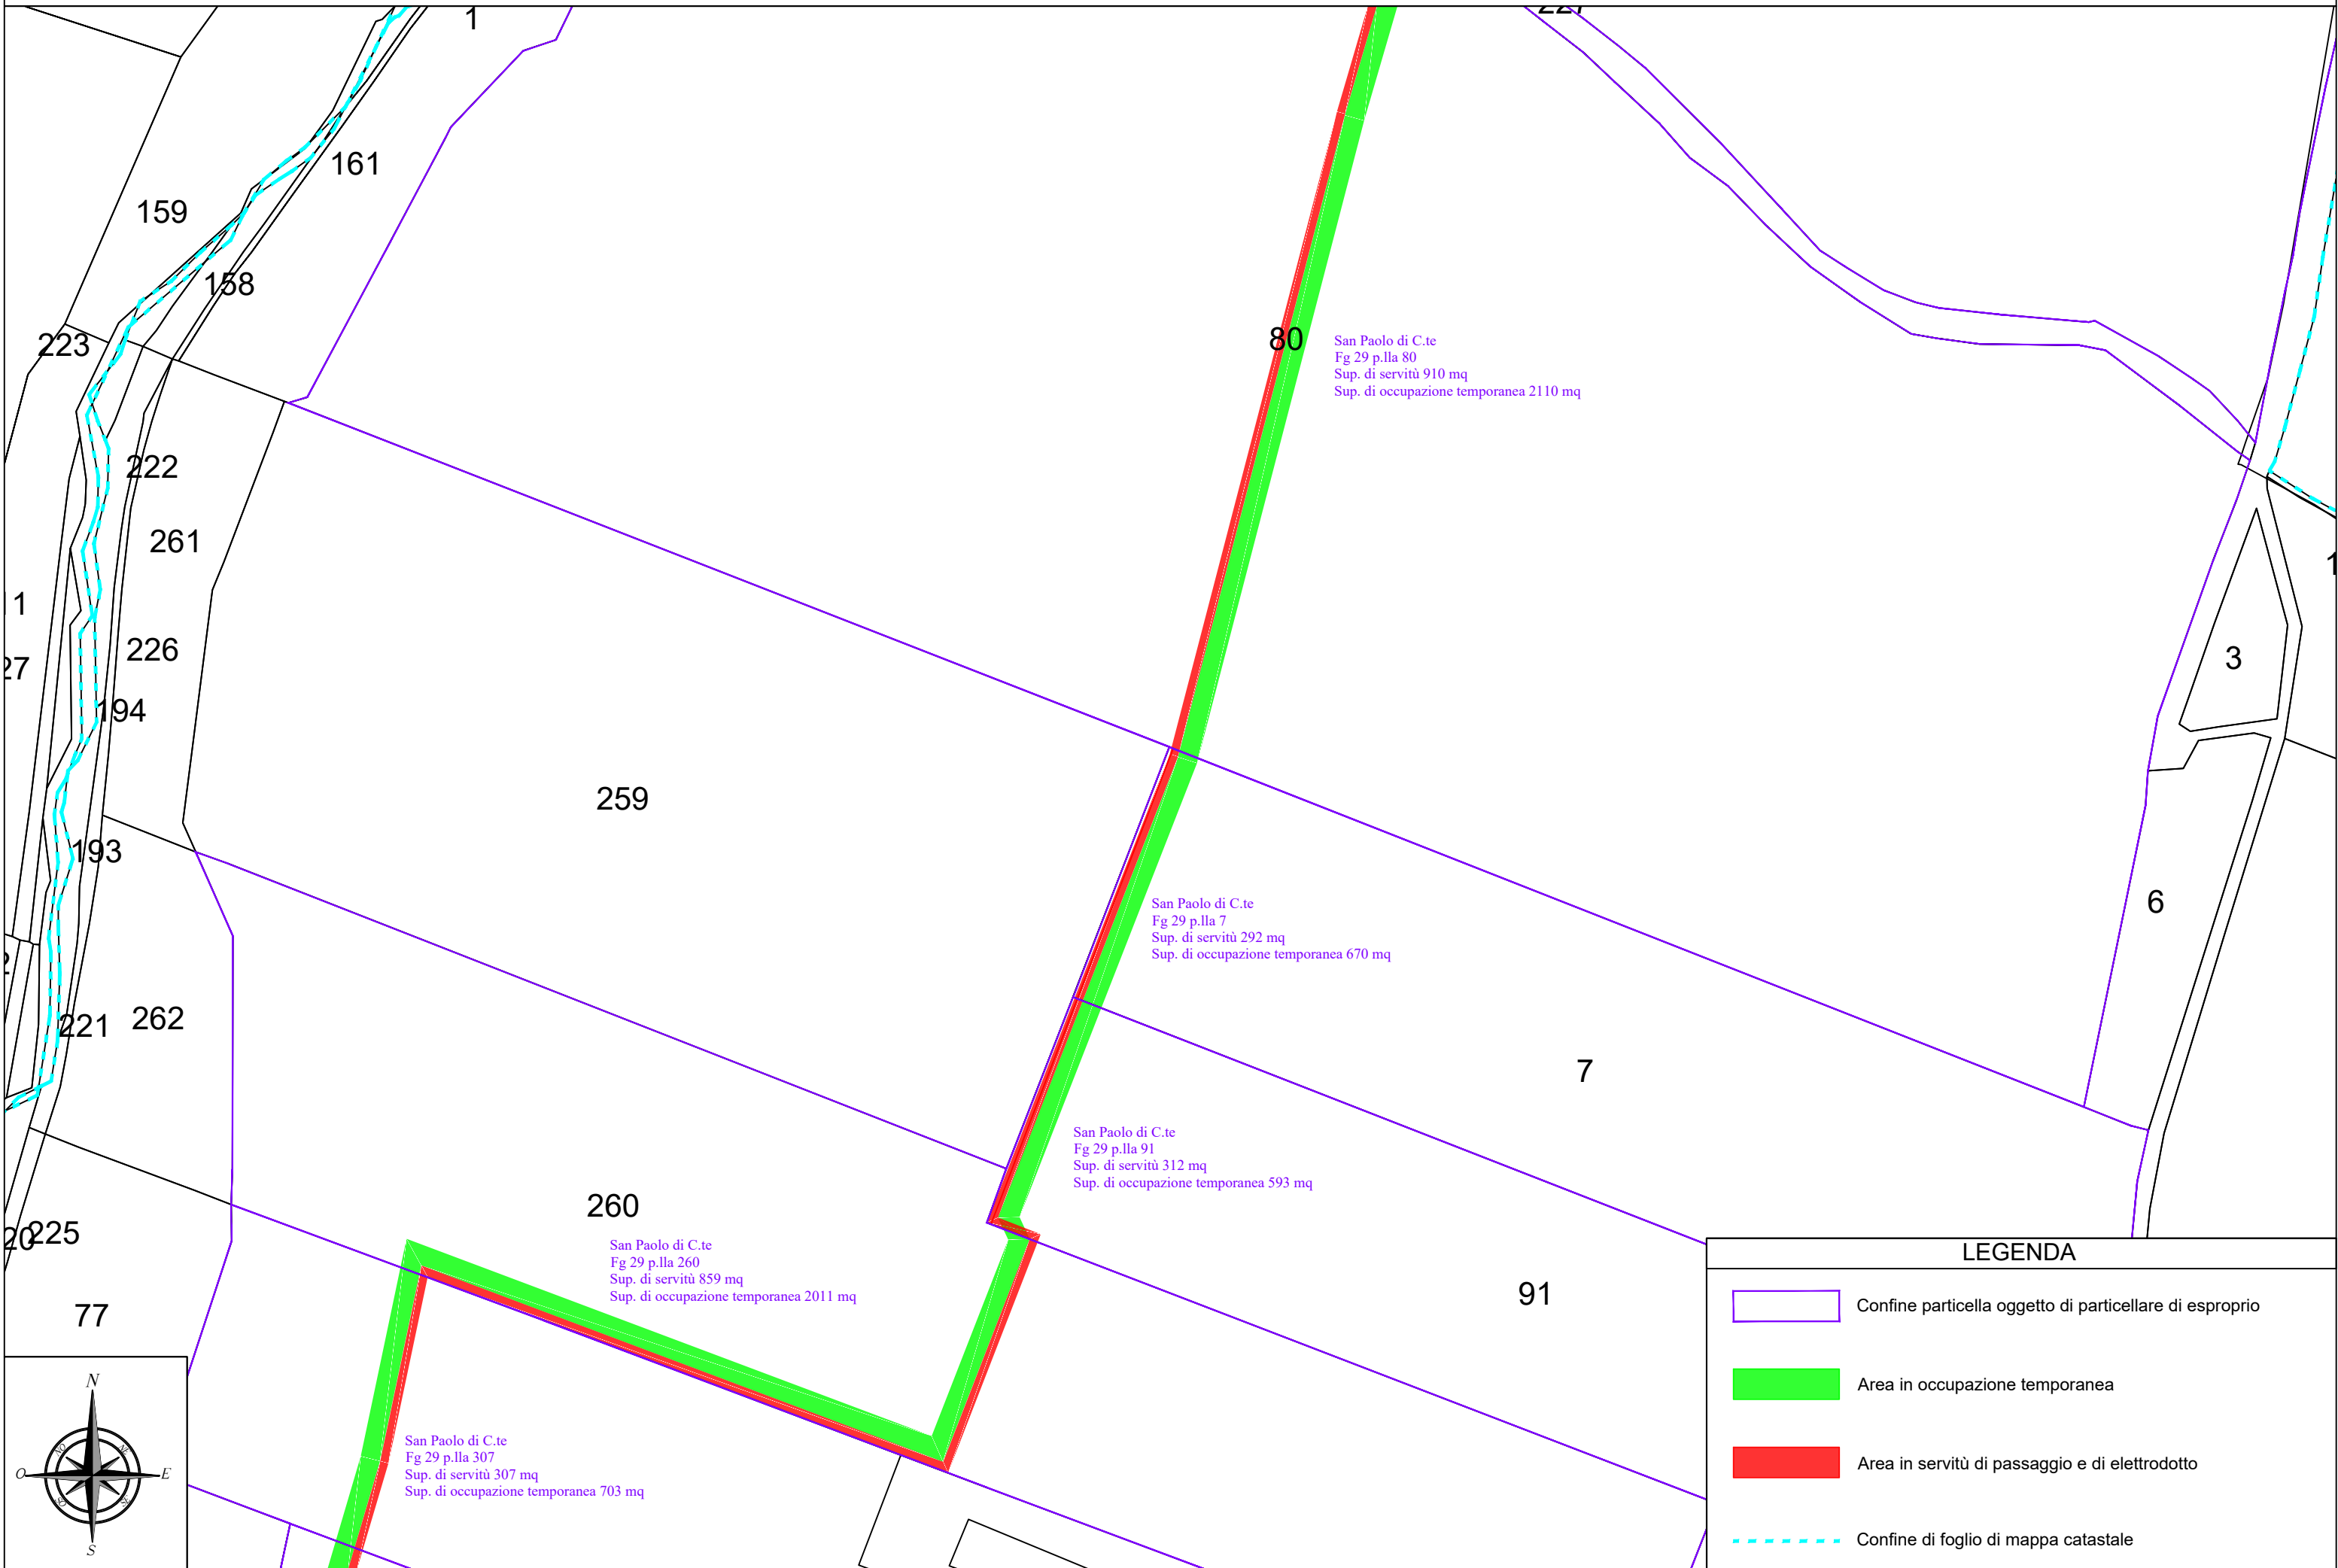 1
161
159
158
223
80
San Paolo di C.te
Fg 29 p.lla 80
Sup. di servitù 910 mq
Sup. di occupazione temporanea 2110 mq
222
261
226
3
194
259
193
6
San Paolo di C.te
Fg 29 p.lla 7
Sup. di servitù 292 mq
Sup. di occupazione temporanea 670 mq
221
262
7
San Paolo di C.te
Fg 29 p.lla 91
Sup. di servitù 312 mq
Sup. di occupazione temporanea 593 mq
260
225
San Paolo di C.te
Fg 29 p.lla 260
Sup. di servitù 859 mq
Sup. di occupazione temporanea 2011 mq
91
77
San Paolo di C.te
Fg 29 p.lla 307
Sup. di servitù 307 mq
Sup. di occupazione temporanea 703 mq
N
O
E
S
LEGENDA
Confine particella oggetto di particellare di esproprio
Area in occupazione temporanea
Area in servitù di passaggio e di elettrodotto
Confine di foglio di mappa catastale